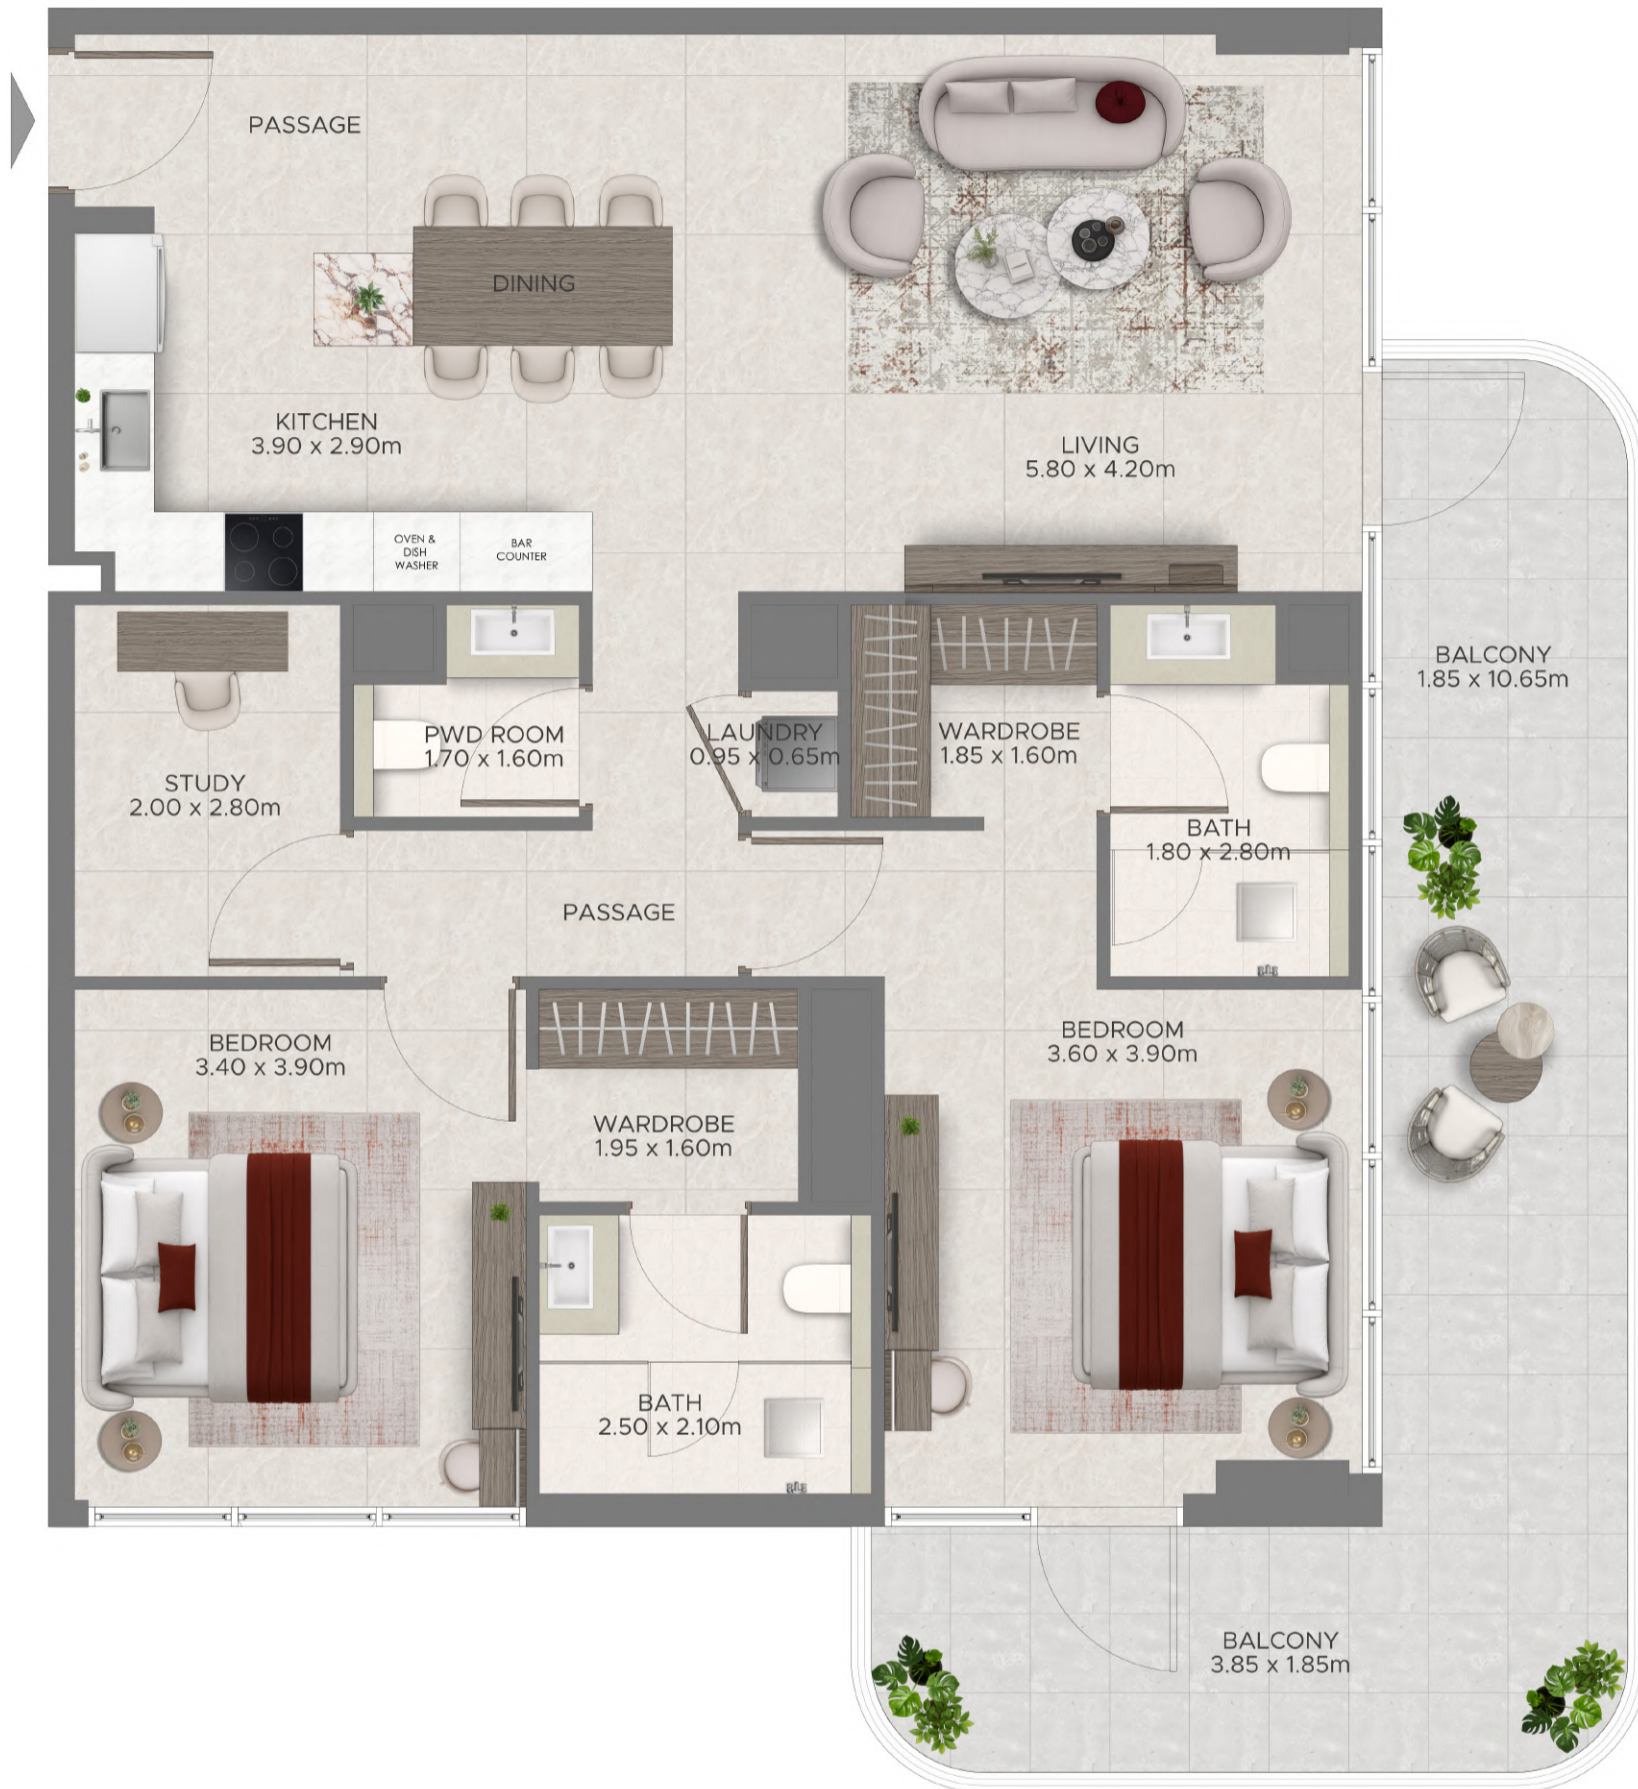 PASSAGE
DINING
KITCHEN
3.90 x 2.90m
LIVING
5.80 x 4.20m
OVEN &
DISH
WASHER
BAR
COUNTER
BALCONY
1.85 x 10.65m
PWD ROOM
1.70 x 1.60m
LAUNDRY
0.95 x 0.65m
WARDROBE
1.85 x 1.60m
STUDY
2.00 x 2.80m
BATH
1.80 x 2.80m
PASSAGE
BEDROOM
3.40 x 3.90m
BEDROOM
3.60 x 3.90m
WARDROBE
1.95 x 1.60m
BATH
2.50 x 2.10m
BALCONY
3.85 x 1.85m